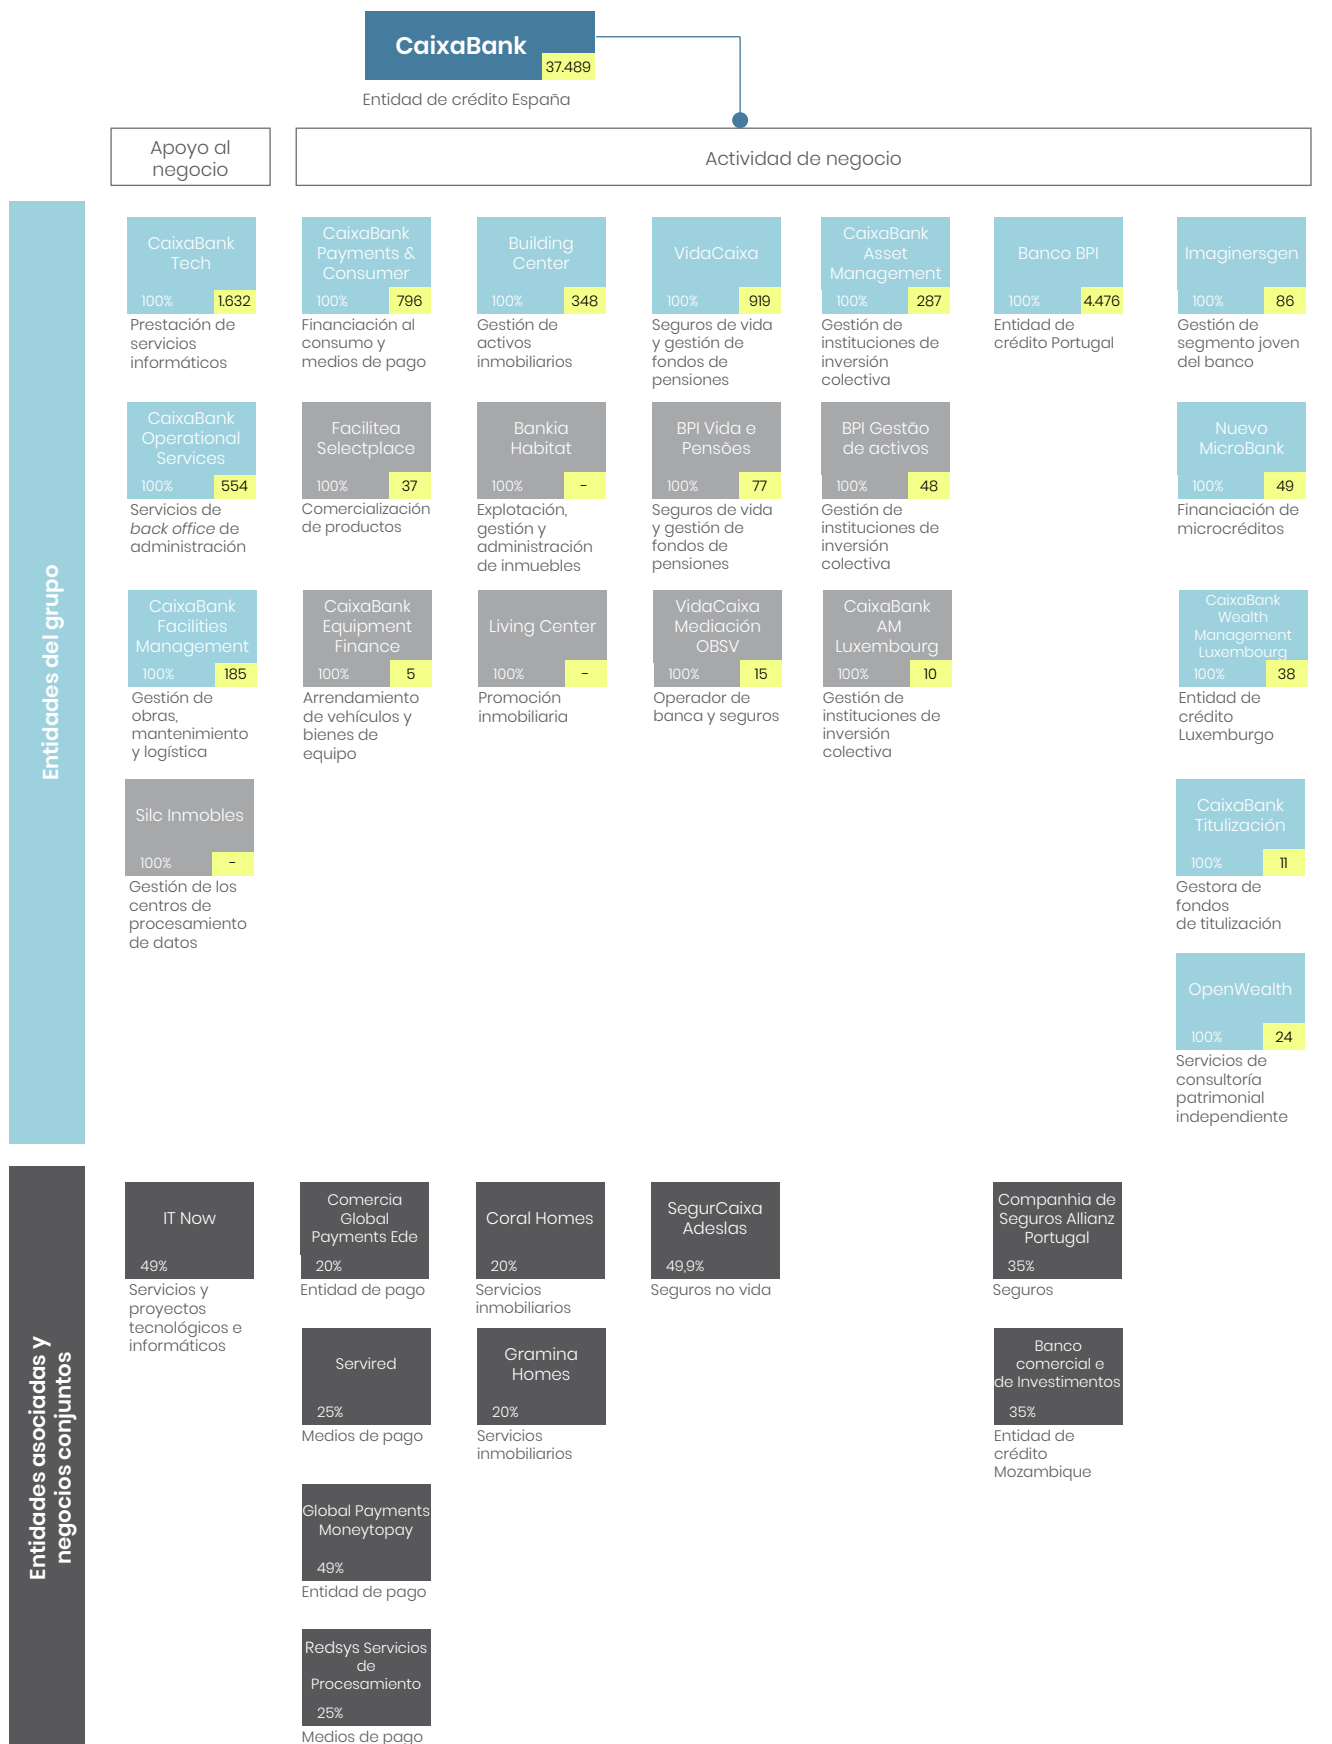 CaixaBank
37.489
Entidad de crédito España
Apoyo al
negocio
Actividad de negocio
Entidades del grupo
CaixaBank
Tech
100%
1.632
Prestación de
servicios
informáticos
CaixaBank
Payments &
Consumer
100%
796
Financiación al
consumo y
medios de pago
Building
Center
100%
348
Gestión de
activos
inmobiliarios
VidaCaixa
100%
919
Seguros de vida
y gestión de
fondos de
pensiones
CaixaBank
Asset
Management
100%
287
Gestión de
instituciones de
inversión
colectiva
Banco BPI
100%
4.476
Entidad de
crédito Portugal
Imaginersgen
100%
86
Gestión de
segmento joven
del banco
CaixaBank
Operational
Services
100%
554
Servicios de
back office de
administración
Facilitea
Selectplace
100%
37
Comercialización
de productos
Bankia
Habitat
100%
-
Explotación,
gestión y
administración
de inmuebles
BPI Vida e
Pensões
100%
77
Seguros de vida
y gestión de
fondos de
pensiones
BPI Gestão
de activos
100%
48
Gestión de
instituciones de
inversión
colectiva
Nuevo
MicroBank
100%
49
Financiación de
microcréditos
CaixaBank
Facilities
Management
100%
185
Gestión de
obras,
mantenimiento
y logística
CaixaBank
Equipment
Finance
100%
5
Arrendamiento
de vehículos y
bienes de
equipo
Living Center
100%
-
Promoción
inmobiliaria
VidaCaixa
Mediación
OBSV
100%
15
Operador de
banca y seguros
CaixaBank
AM
Luxembourg
100%
10
Gestión de
instituciones de
inversión
colectiva
CaixaBank
Wealth
Management
Luxembourg
100%
38
Entidad de
crédito
Luxemburgo
Silc Inmobles
100%
-
Gestión de los
centros de
procesamiento
de datos
CaixaBank
Titulización
100%
11
Gestora de
fondos
de titulización
OpenWealth
100%
24
Servicios de
consultoría
patrimonial
independiente
Entidades asociadas y
negocios conjuntos
IT Now
49%
Servicios y
proyectos
tecnológicos e
informáticos
Comercia
Global
Payments Ede
20%
Entidad de pago
Coral Homes
20%
Servicios
inmobiliarios
SegurCaixa
Adeslas
49,9%
Seguros no vida
Companhia de
Seguros Allianz
Portugal
35%
Seguros
Servired
25%
Medios de pago
Gramina
Homes
20%
Servicios
inmobiliarios
Banco
comercial e
de Investimentos
35%
Entidad de
crédito
Mozambique
Global Payments
Moneytopay
49%
Entidad de pago
Redsys Servicios
de
Procesamiento
25%
Medios de pago